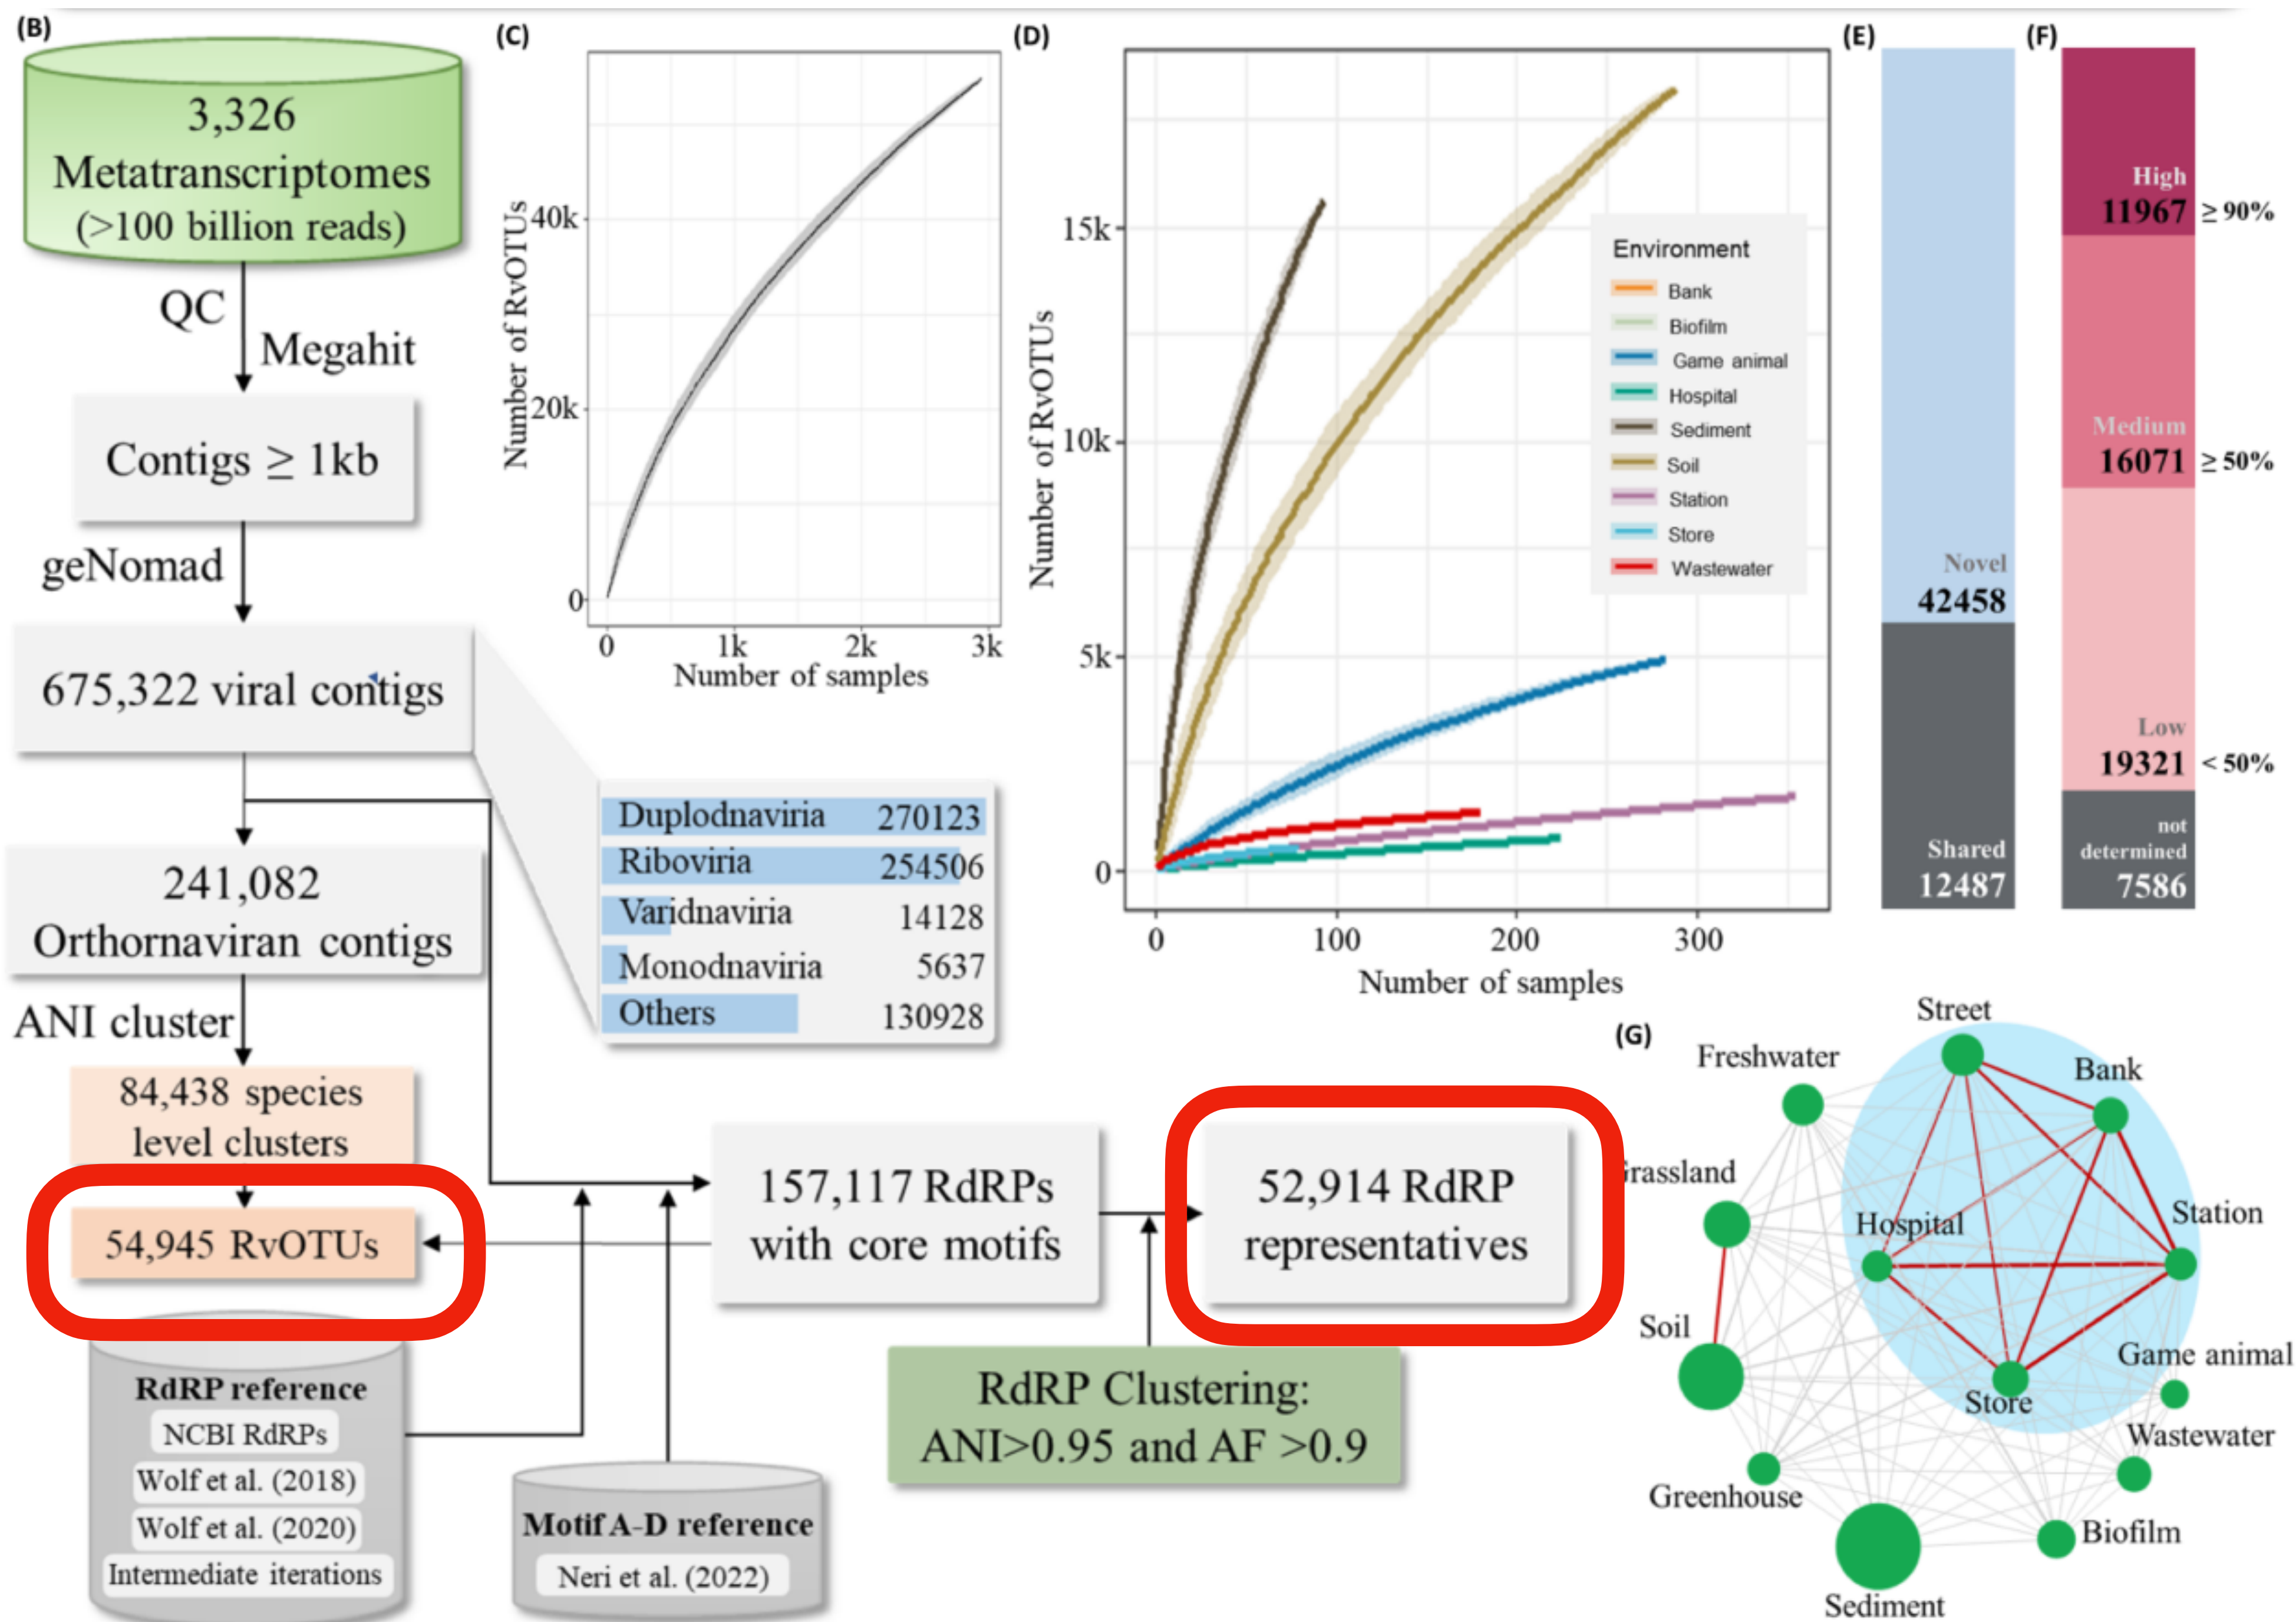 (B)
3,326
Metatranscriptomes
(>100 billion reads)
QC
Megahit
Contigs ≥ 1kb
geNomad
675,322 viral contigs
241,082
Orthornaviran contigs
ANI cluster
84,438 species
level clusters
54,945 RvOTUs
RdRP reference
NCBI RdRPs
Wolf et al. (2018)
Wolf et al. (2020)
Intermediate iterations
Motif A-D reference
Neri et al. (2022)
157,117 RdRPs
with core motifs
52,914 RdRP
representatives
RdRP Clustering:
ANI>0.95 and AF >0.9
Duplodnaviria 270123
Riboviria 254506
Varidnaviria 14128
Monodnaviria 5637
Others 130928
(C)
Number of RvOTUs
40k
20k
0
0 1k 2k 3k
Number of samples
(D)
Number of RvOTUs
15k
10k
5k
0
0 100 200 300
Number of samples
Environment
Bank
Biofilm
Game animal
Hospital
Sediment
Soil
Station
Store
Wastewater
(E)
Novel
42458
Shared
12487
(F)
High
11967 ≥ 90%
Medium
16071 ≥ 50%
Low
19321 < 50%
not
determined
7586
(G)
Street
Freshwater
Bank
rassland
Hospital
Station
Soil
Game animal
Store
Wastewater
Greenhouse
Biofilm
Sediment